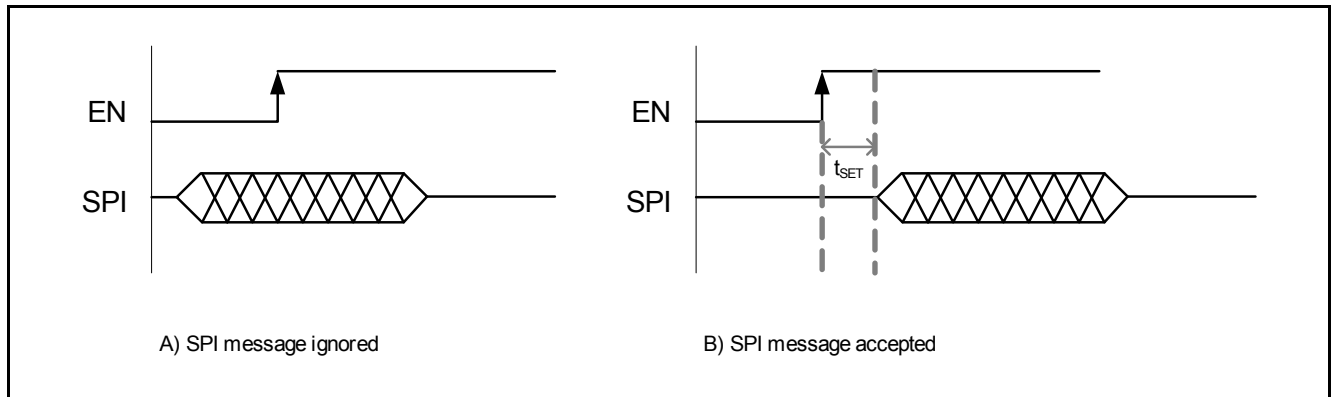 EN
SPI
A) SPI message ignored
EN
tSET
SPI
B) SPI message accepted